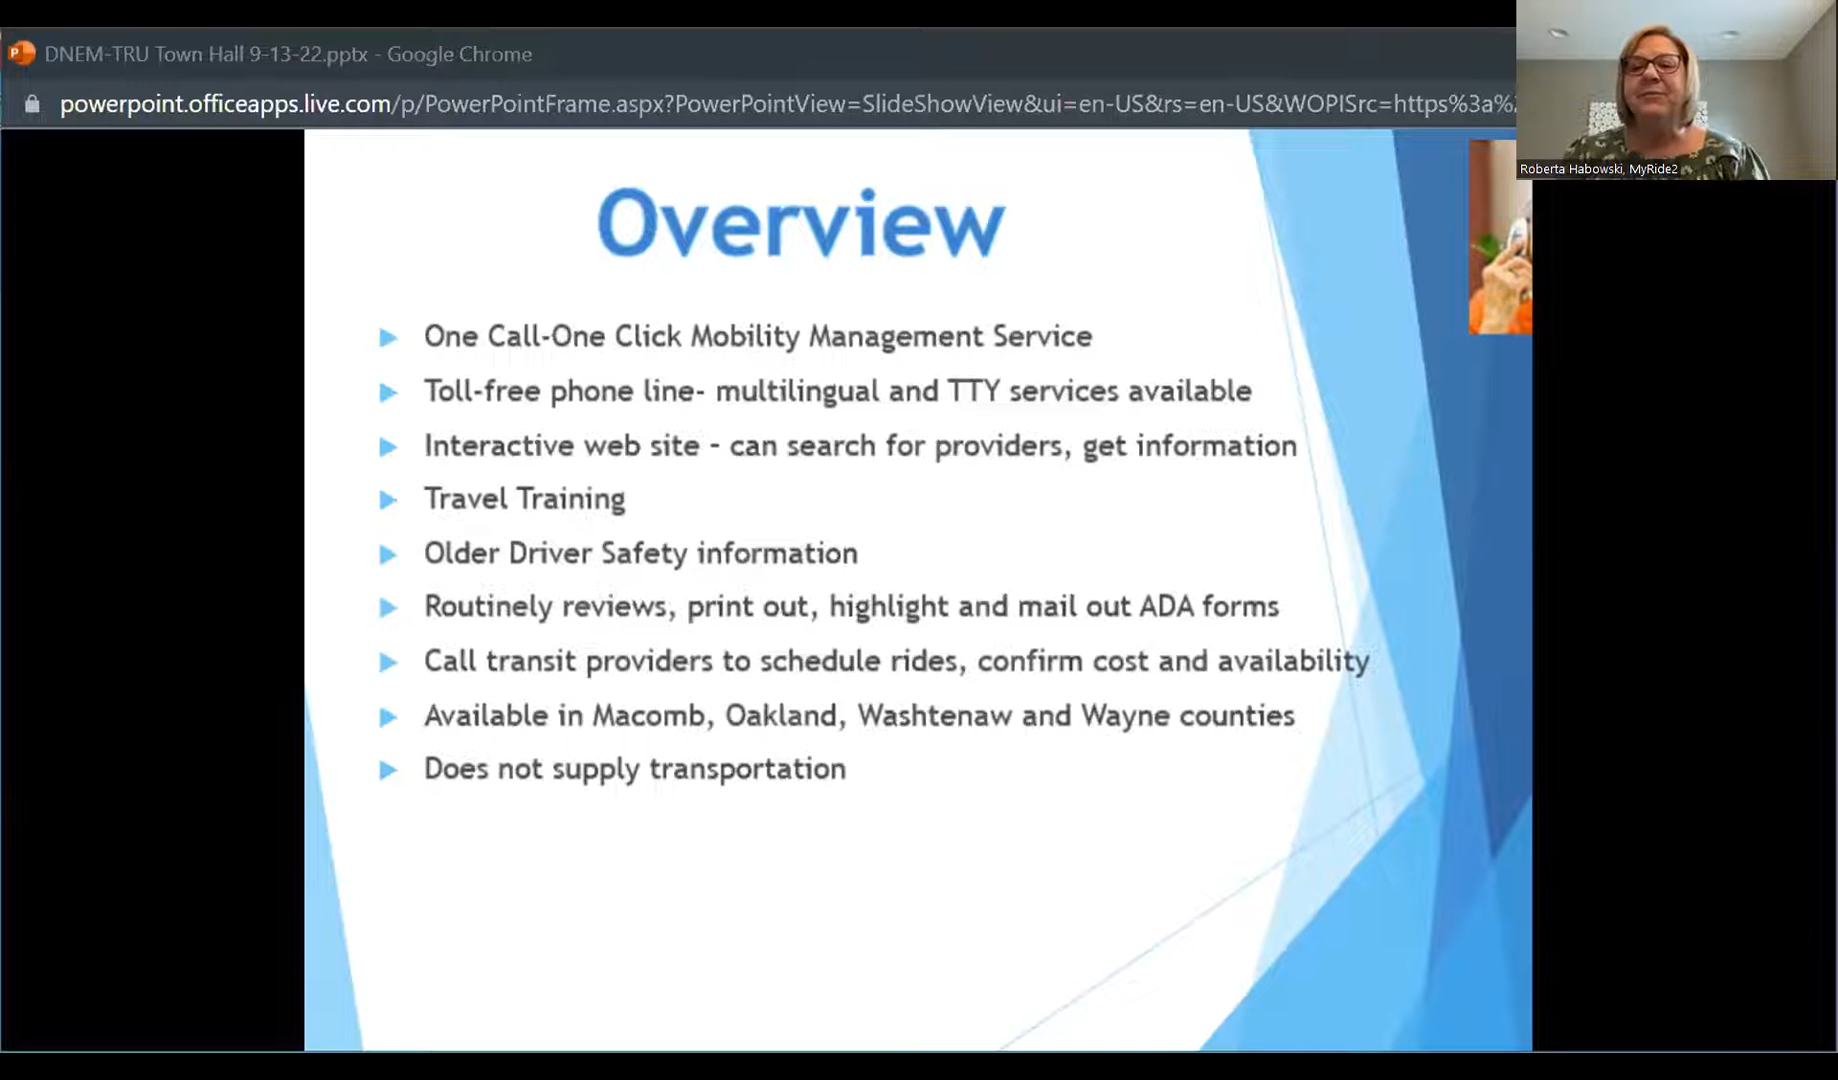 DNEM-TRU Town Hall 9-13-22.pptx - Google Chrome
powerpoint.officeapps.live.com/p/PowerPointFrame.aspx?PowerPointView=SlideShowView&ui=en-US&rs=en-US&WOPISrc=https%3a%
Roberta Habowski, MyRide2
Overview
One Call-One Click Mobility Management Service
Toll-free phone line- multilingual and TTY services available
Interactive web site – can search for providers, get information
Travel Training
Older Driver Safety information
Routinely reviews, print out, highlight and mail out ADA forms
Call transit providers to schedule rides, confirm cost and availability
Available in Macomb, Oakland, Washtenaw and Wayne counties
Does not supply transportation